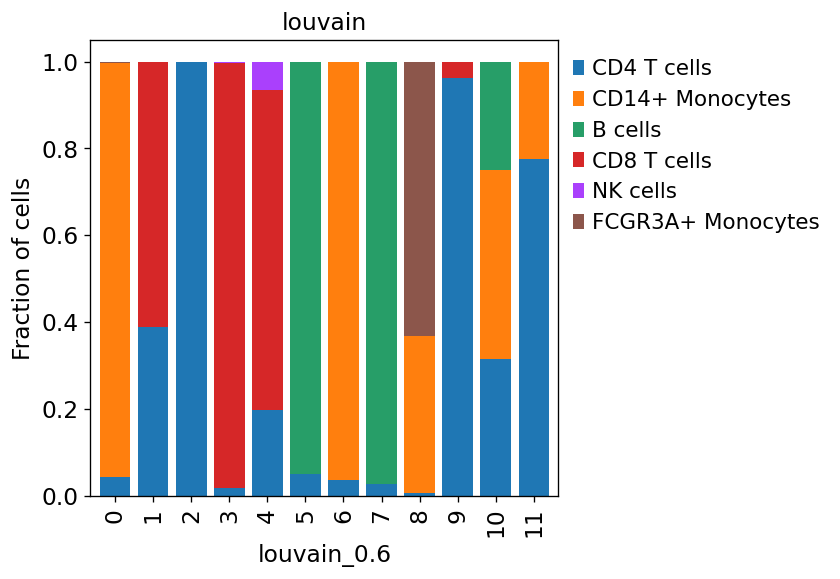 louvain
Fraction of cells
1.0
0.8
0.6
0.4
0.2
0.0
0 1 2 3 4 5 6 7 8 9 10 11
louvain_0.6
CD4 T cells
CD14+ Monocytes
B cells
CD8 T cells
NK cells
FCGR3A+ Monocytes